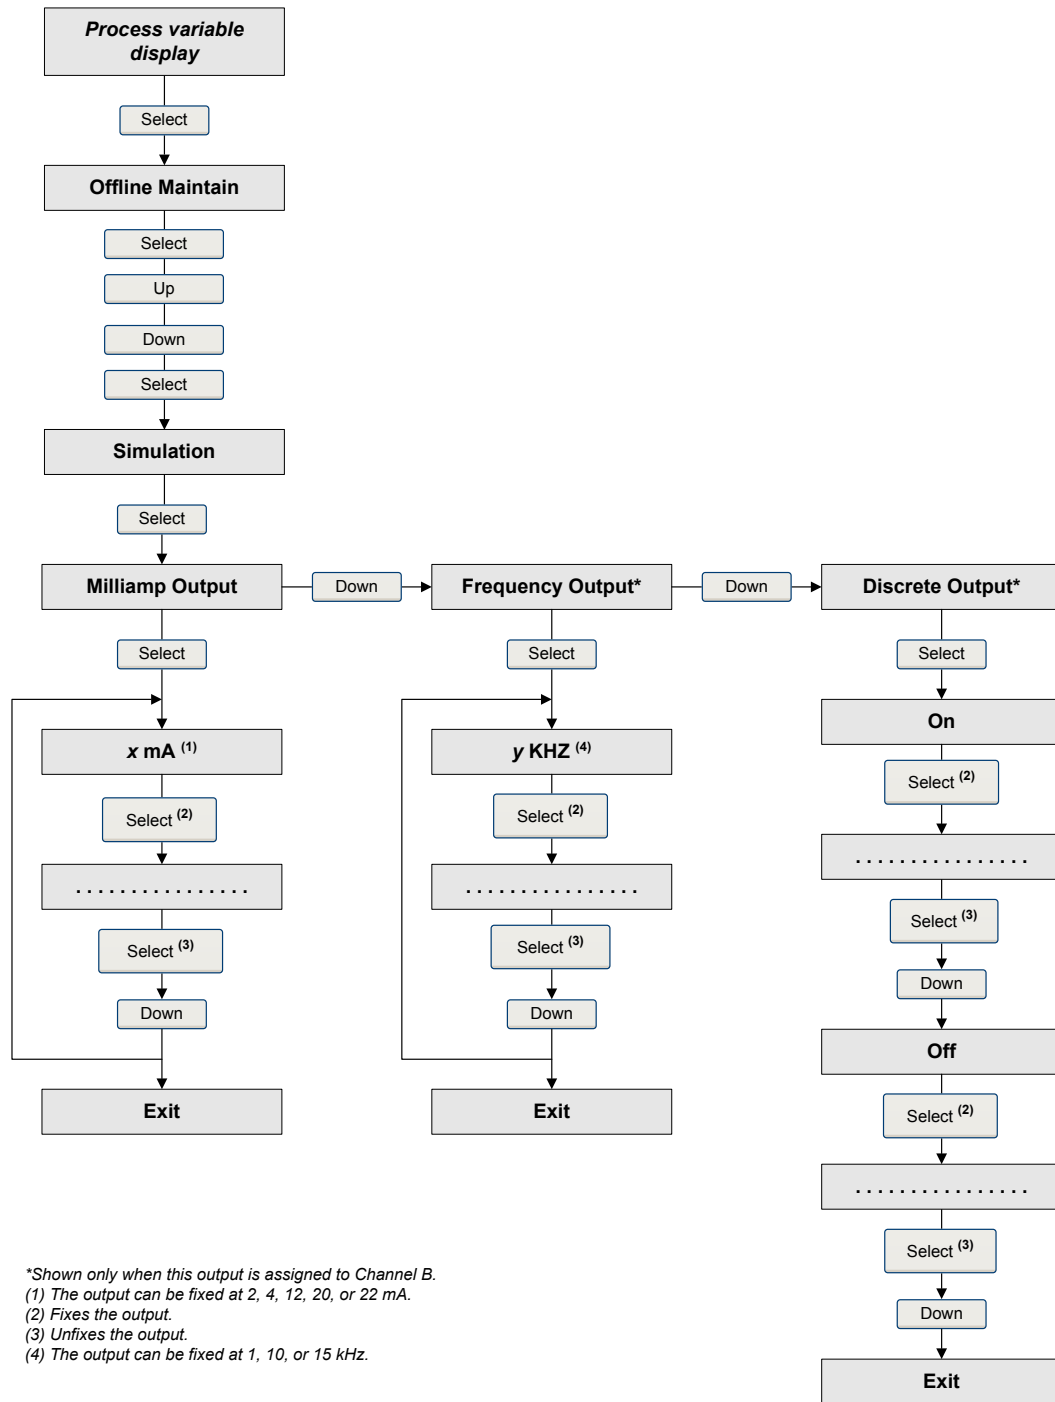 Process variable
display
Select
Offline Maintain
Select
Up
Down
Select
Simulation
Select
Milliamp Output
Down
Frequency Output*
Down
Discrete Output*
Select
x mA (1)
Select (2)
. . . . . . . . . . . . . . . .
Select (3)
Down
Exit
Select
y KHZ (4)
Select (2)
. . . . . . . . . . . . . . . .
Select (3)
Down
Exit
Select
On
Select (2)
. . . . . . . . . . . . . . . .
Select (3)
Down
Off
Select (2)
. . . . . . . . . . . . . . . .
Select (3)
Down
Exit
*Shown only when this output is assigned to Channel B.
(1) The output can be fixed at 2, 4, 12, 20, or 22 mA.
(2) Fixes the output.
(3) Unfixes the output.
(4) The output can be fixed at 1, 10, or 15 kHz.